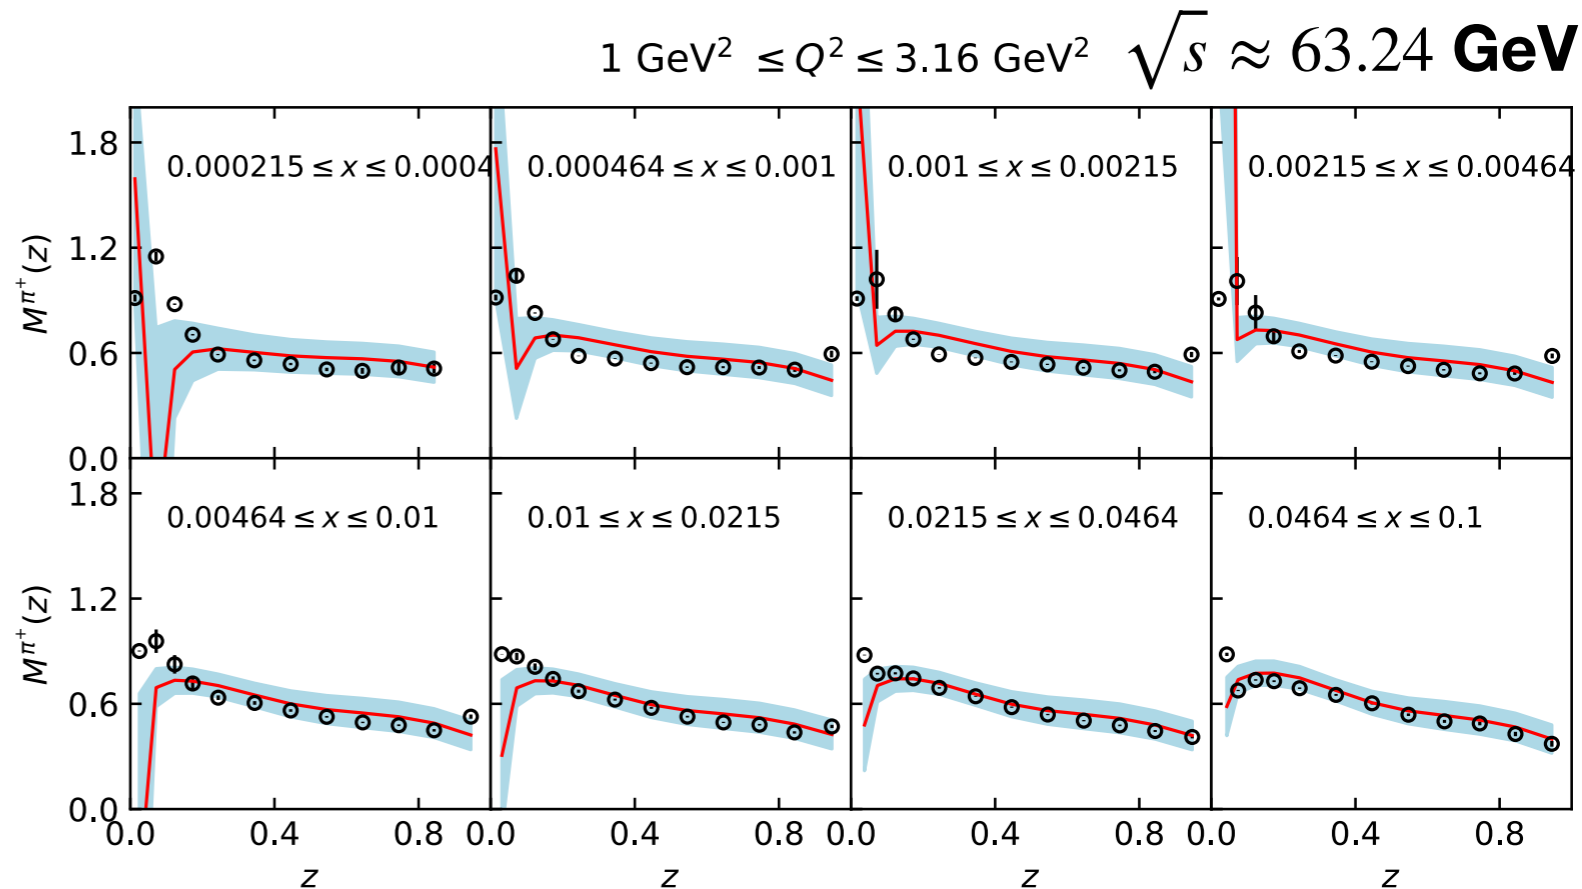 1 GeV² ≤ Q² ≤ 3.16 GeV² √s ≈ 63.24 GeV
1.8
1.2
0.6
0.0
M^{π⁺}(z)
0.000215 ≤ x ≤ 0.0004
0.000464 ≤ x ≤ 0.001
0.001 ≤ x ≤ 0.00215
0.00215 ≤ x ≤ 0.00464
1.8
1.2
0.6
0.0
M^{π⁺}(z)
0.00464 ≤ x ≤ 0.01
0.01 ≤ x ≤ 0.0215
0.0215 ≤ x ≤ 0.0464
0.0464 ≤ x ≤ 0.1
0.0 0.4 0.8 0.0 0.4 0.8 0.0 0.4 0.8 0.0 0.4 0.8
z z z z